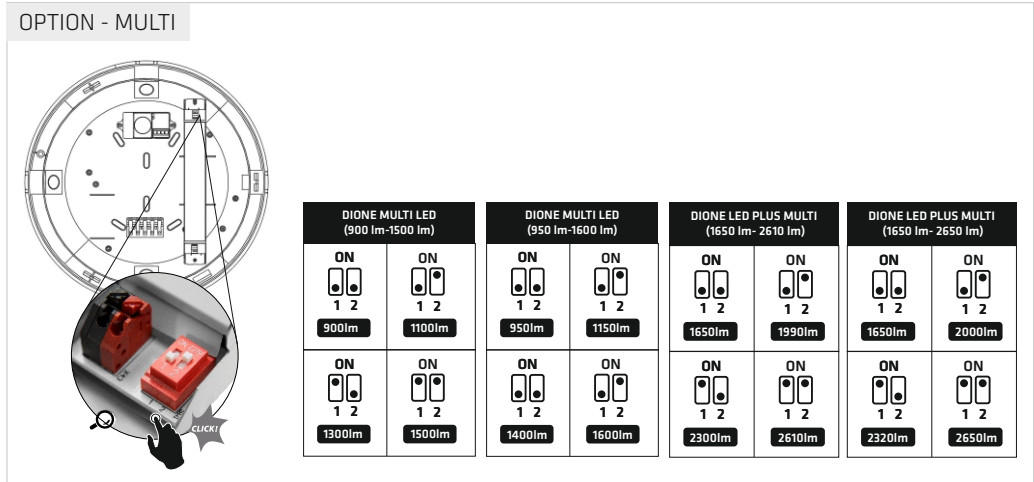 OPTION - MULTI
DIONE MULTI LED
(900 lm-1500 lm)
ON
1 2
900lm
ON
1 2
1100lm
ON
1 2
1300lm
ON
1 2
1500lm
DIONE MULTI LED
(950 lm-1600 lm)
ON
1 2
950lm
ON
1 2
1150lm
ON
1 2
1400lm
ON
1 2
1600lm
DIONE LED PLUS MULTI
(1650 lm- 2610 lm)
ON
1 2
1650lm
ON
1 2
1990lm
ON
1 2
2300lm
ON
1 2
2610lm
DIONE LED PLUS MULTI
(1650 lm- 2650 lm)
ON
1 2
1650lm
ON
1 2
2000lm
ON
1 2
2320lm
ON
1 2
2650lm
CLICK!